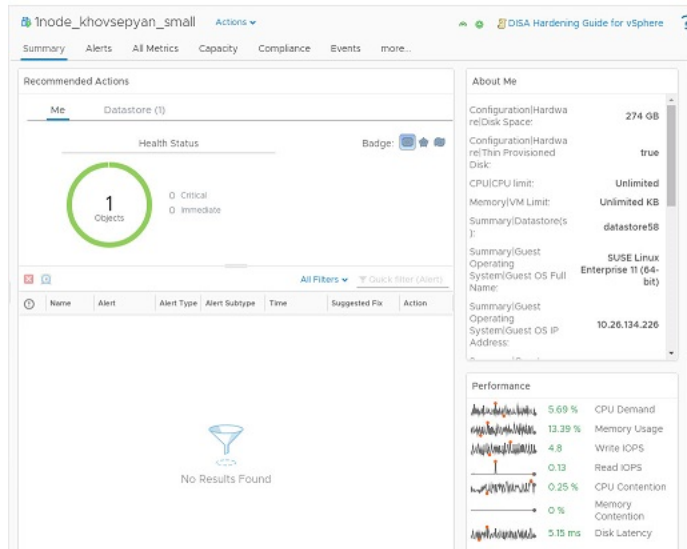 1node_khovsepyan_small
Actions
DISA Hardening Guide for vSphere
?
Summary
Alerts
All Metrics
Capacity
Compliance
Events
more...
Recommended Actions
Me
Datastore (1)
Health Status
Badge:
1
Objects
0 Critical
0 Immediate
All Filters
Quick filter (Alert)
Name
Alert
Alert Type
Alert Subtype
Time
Suggested Fix
Action
No Results Found
About Me
Configuration|Hardwa
re|Disk Space:
274 GB
Configuration|Hardwa
re|Thin Provisioned
Disk:
true
CPU|CPU limit:
Unlimited
Memory|VM Limit:
Unlimited KB
Summary|Datastore(s
):
datastore58
Summary|Guest
Operating
System|Guest OS Full
Name:
SUSE Linux
Enterprise 11 (64-
bit)
Summary|Guest
Operating
System|Guest OS IP
Address:
10.26.134.226
Performance
5.69 %
CPU Demand
13.39 %
Memory Usage
4.8
Write IOPS
0.13
Read IOPS
0.25 %
CPU Contention
0 %
Memory
Contention
5.15 ms
Disk Latency